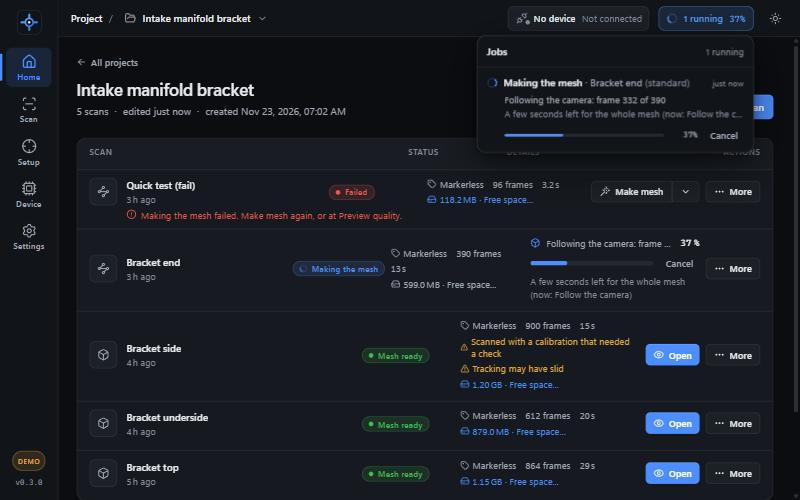 Project / Intake manifold bracket
No device Not connected
1 running 37%
Home
Scan
Setup
Device
Settings
DEMO
v0.3.0
Jobs 1 running
Making the mesh · Bracket end (standard) just now
Following the camera: frame 332 of 390
A few seconds left for the whole mesh (now: Follow the c...
37% Cancel
All projects
Intake manifold bracket
5 scans · edited just now · created Nov 23, 2026, 07:02 AM
SCAN STATUS
Quick test (fail)
3 h ago
Failed
Markerless 96 frames 3.2 s
118.2 MB · Free space...
Make mesh
More
Making the mesh failed. Make mesh again, or at Preview quality.
Bracket end
3 h ago
Making the mesh
Markerless 390 frames
13 s
599.0 MB · Free space...
Following the camera: frame ... 37 %
Cancel
A few seconds left for the whole mesh
(now: Follow the camera)
More
Bracket side
4 h ago
Mesh ready
Markerless 900 frames 15 s
Scanned with a calibration that needed
a check
Tracking may have slid
1.20 GB · Free space...
Open
More
Bracket underside
4 h ago
Mesh ready
Markerless 612 frames 20 s
879.0 MB · Free space...
Open
More
Bracket top
5 h ago
Mesh ready
Markerless 864 frames 29 s
1.15 GB · Free space...
Open
More